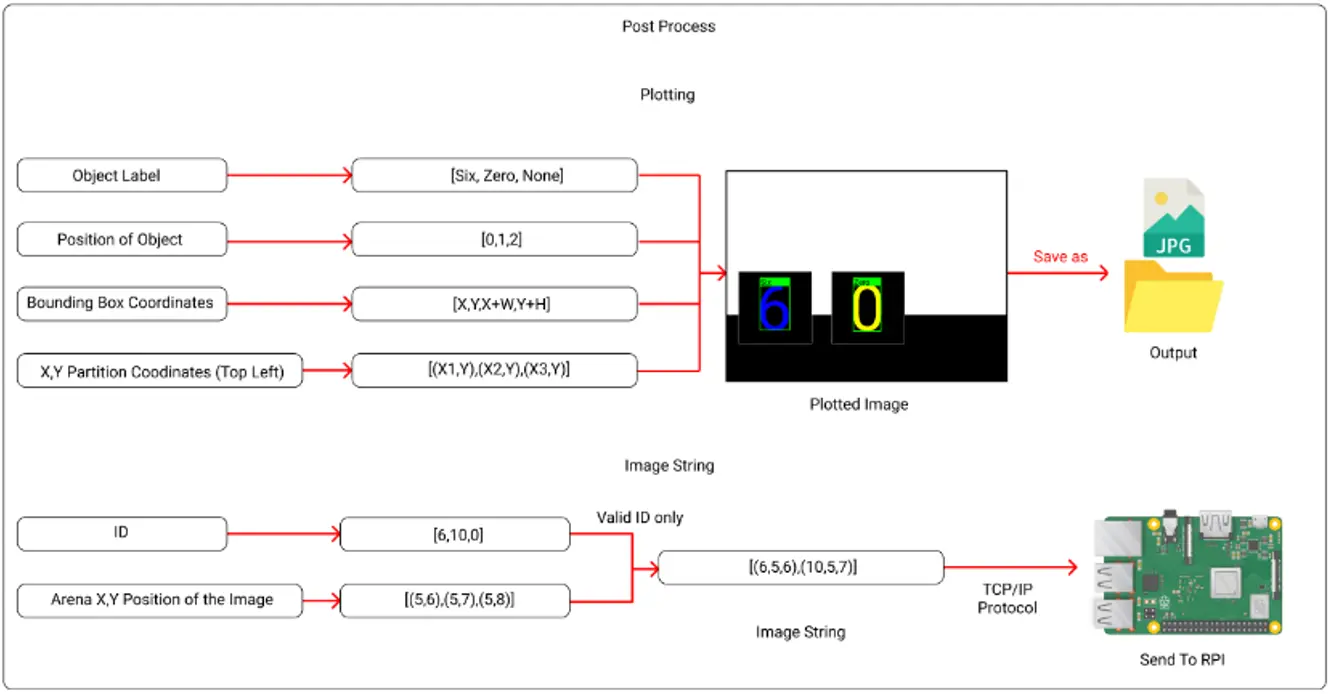 Post Process
Plotting
Object Label
[Six, Zero, None]
Position of Object
[0,1,2]
Bounding Box Coordinates
[X,Y,X+W,Y+H]
X,Y Partition Coodinates (Top Left)
[(X1,Y),(X2,Y),(X3,Y)]
Six
6
Zero
0
Plotted Image
Save as
JPG
Output
Image String
ID
[6,10,0]
Valid ID only
Arena X,Y Position of the Image
[(5,6),(5,7),(5,8)]
[(6,5,6),(10,5,7)]
Image String
TCP/IP
Protocol
Send To RPI